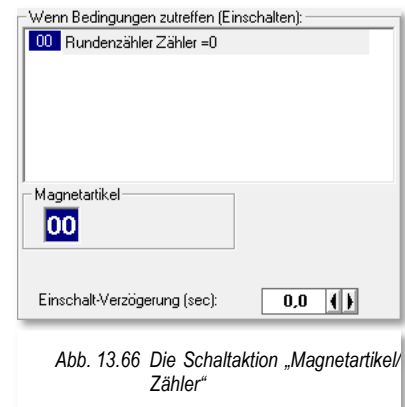 Wenn Bedingungen zutreffen (Einschalten):
00 Rundenzähler Zähler =0
Magnetartikel
00
Einschalt-Verzögerung (sec): 0,0
Abb. 13.66 Die Schaltaktion „Magnetartikel/
Zähler“